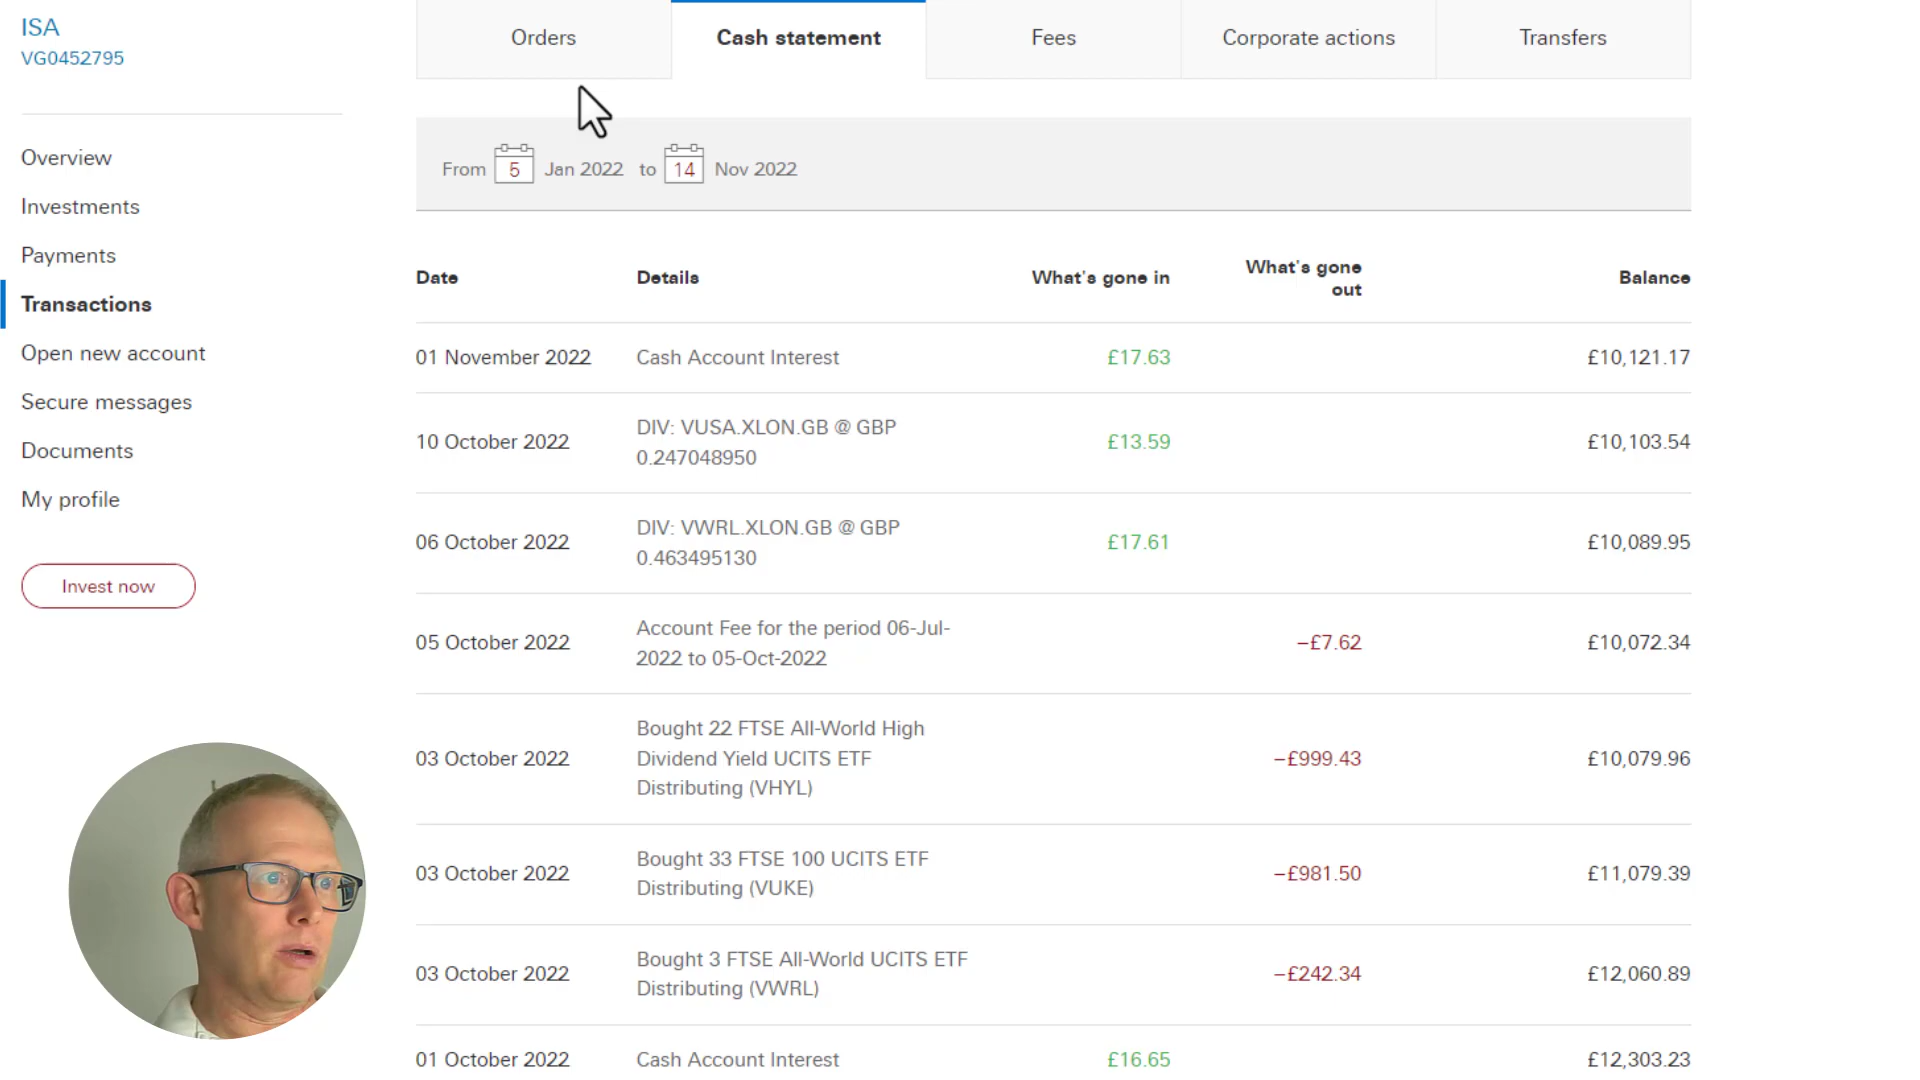 ISA
VG0452795
Overview
Investments
Payments
Transactions
Open new account
Secure messages
Documents
My profile
Invest now
Orders
Cash statement
Fees
Corporate actions
Transfers
From 5 Jan 2022 to 14 Nov 2022
Date Details What's gone in What's gone out Balance
01 November 2022 Cash Account Interest £17.63 £10,121.17
10 October 2022 DIV: VUSA.XLON.GB @ GBP £13.59 £10,103.54
0.247048950
06 October 2022 DIV: VWRL.XLON.GB @ GBP £17.61 £10,089.95
0.463495130
05 October 2022 Account Fee for the period 06-Jul- –£7.62 £10,072.34
2022 to 05-Oct-2022
03 October 2022 Bought 22 FTSE All-World High –£999.43 £10,079.96
Dividend Yield UCITS ETF
Distributing (VHYL)
03 October 2022 Bought 33 FTSE 100 UCITS ETF –£981.50 £11,079.39
Distributing (VUKE)
03 October 2022 Bought 3 FTSE All-World UCITS ETF –£242.34 £12,060.89
Distributing (VWRL)
01 October 2022 Cash Account Interest £16.65 £12,303.23